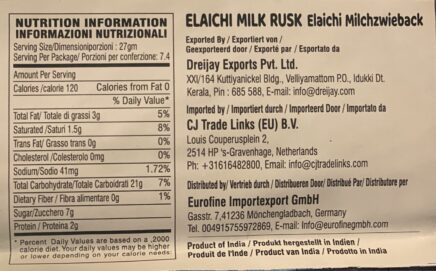 NUTRITION INFORMATION
INFORMAZIONI NUTRIZIONALI
Serving Size/Dimensioniporzioni : 27gm
Serving Per Package/ Porzioni per conferzione: 7.4
Amount Per Serving
Calories /calorie 120 Calories from Fat 0
% Daily Value*
Total Fat/ Totale di grassi 3g 5%
Saturated /Saturi 1.5g 8%
Trans Fat/ Grasso trans 0g 0%
Cholesterol /Colesterolo 0mg 0%
Sodium/Sodio 41mg 1.72%
Total Carbohydrate/Totale Carboidrati 21g 7%
Dietary Fiber / Fibra alimentare 0g 1%
Sugar/Zucchero 7g
Protein / Proteine 2g
* Percent Daily Values are based on a ,2000
calorie diet. Your daily values may be higher
or lower depending on your calorie needs.
ELAICHI MILK RUSK Elaichi Milchzwieback
Exported By / Exportiert von /
Geexporteerd door / Exporté par / Esportato da
Dreijay Exports Pvt. Ltd.
XXI/164 Kuttiyanickel Bldg., Velliyamattom P.O., Idukki Dt.
Kerala, Pin : 685 588, E-mail: info@dreijay.com
Imported by / Importiert durch / Importeerd Door / Importato da
CJ Trade Links (EU) B.V.
Louis Couperusplein 2,
2514 HP 's-Gravenhage, Netherlands
Ph: +31616482800, Email: info@cjtradelinks.com
Distributed by/ Vertrieb durch / Distribueren Door/ Distribué Par/ Distributore per
Eurofine Importexport GmbH
Gasstr. 7,41236 Mönchengladbach, Germany
Tel. 004915755972869, E-mail: Info@eurofinegmbh.com
Product of India / Produkt hergestellt in Indien /
Produit de l'Inde / Product van India / Prodotto in India